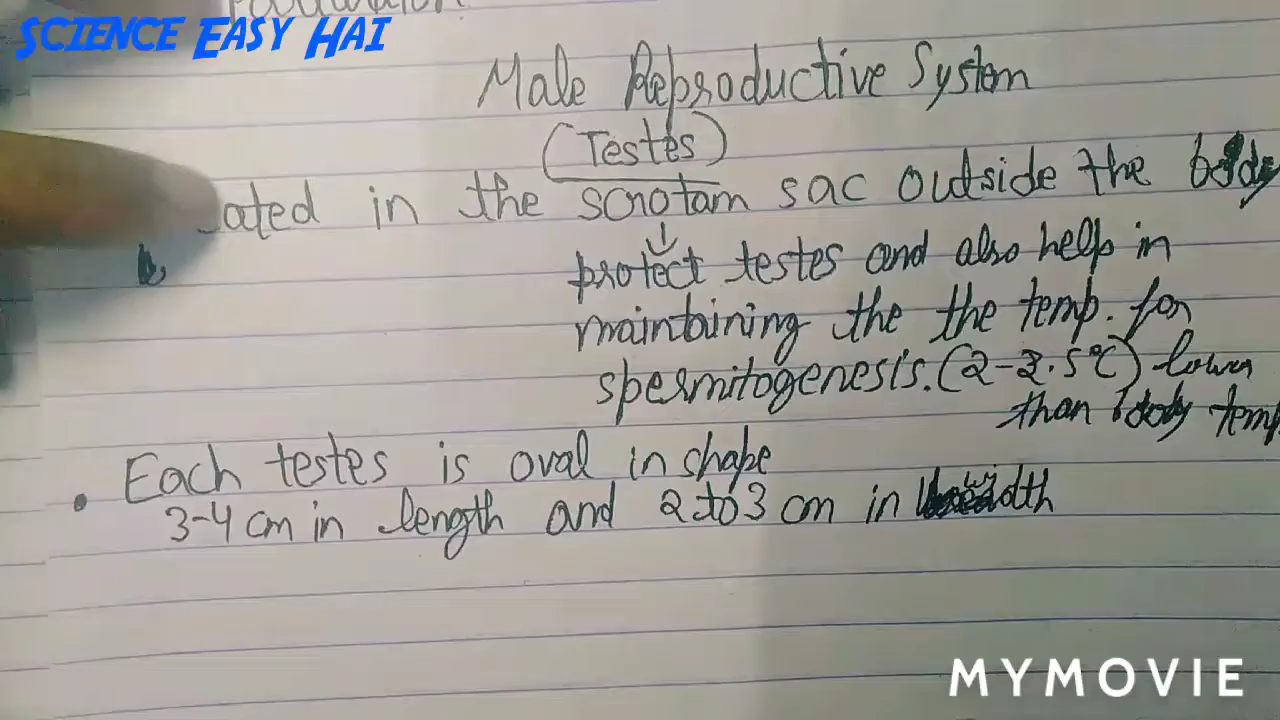 SCIENCE EASY HAI
Male Reproductive System
(Testes)
in the scrotam sac outside the body
protect testes and also help in
maintaining the the temp. for
spermitogenesis. (2-2.5°C) lower
than body temp
• Each testes is oval in shape
3-4 cm in length and 2 to 3 cm in width
MYMOVIE